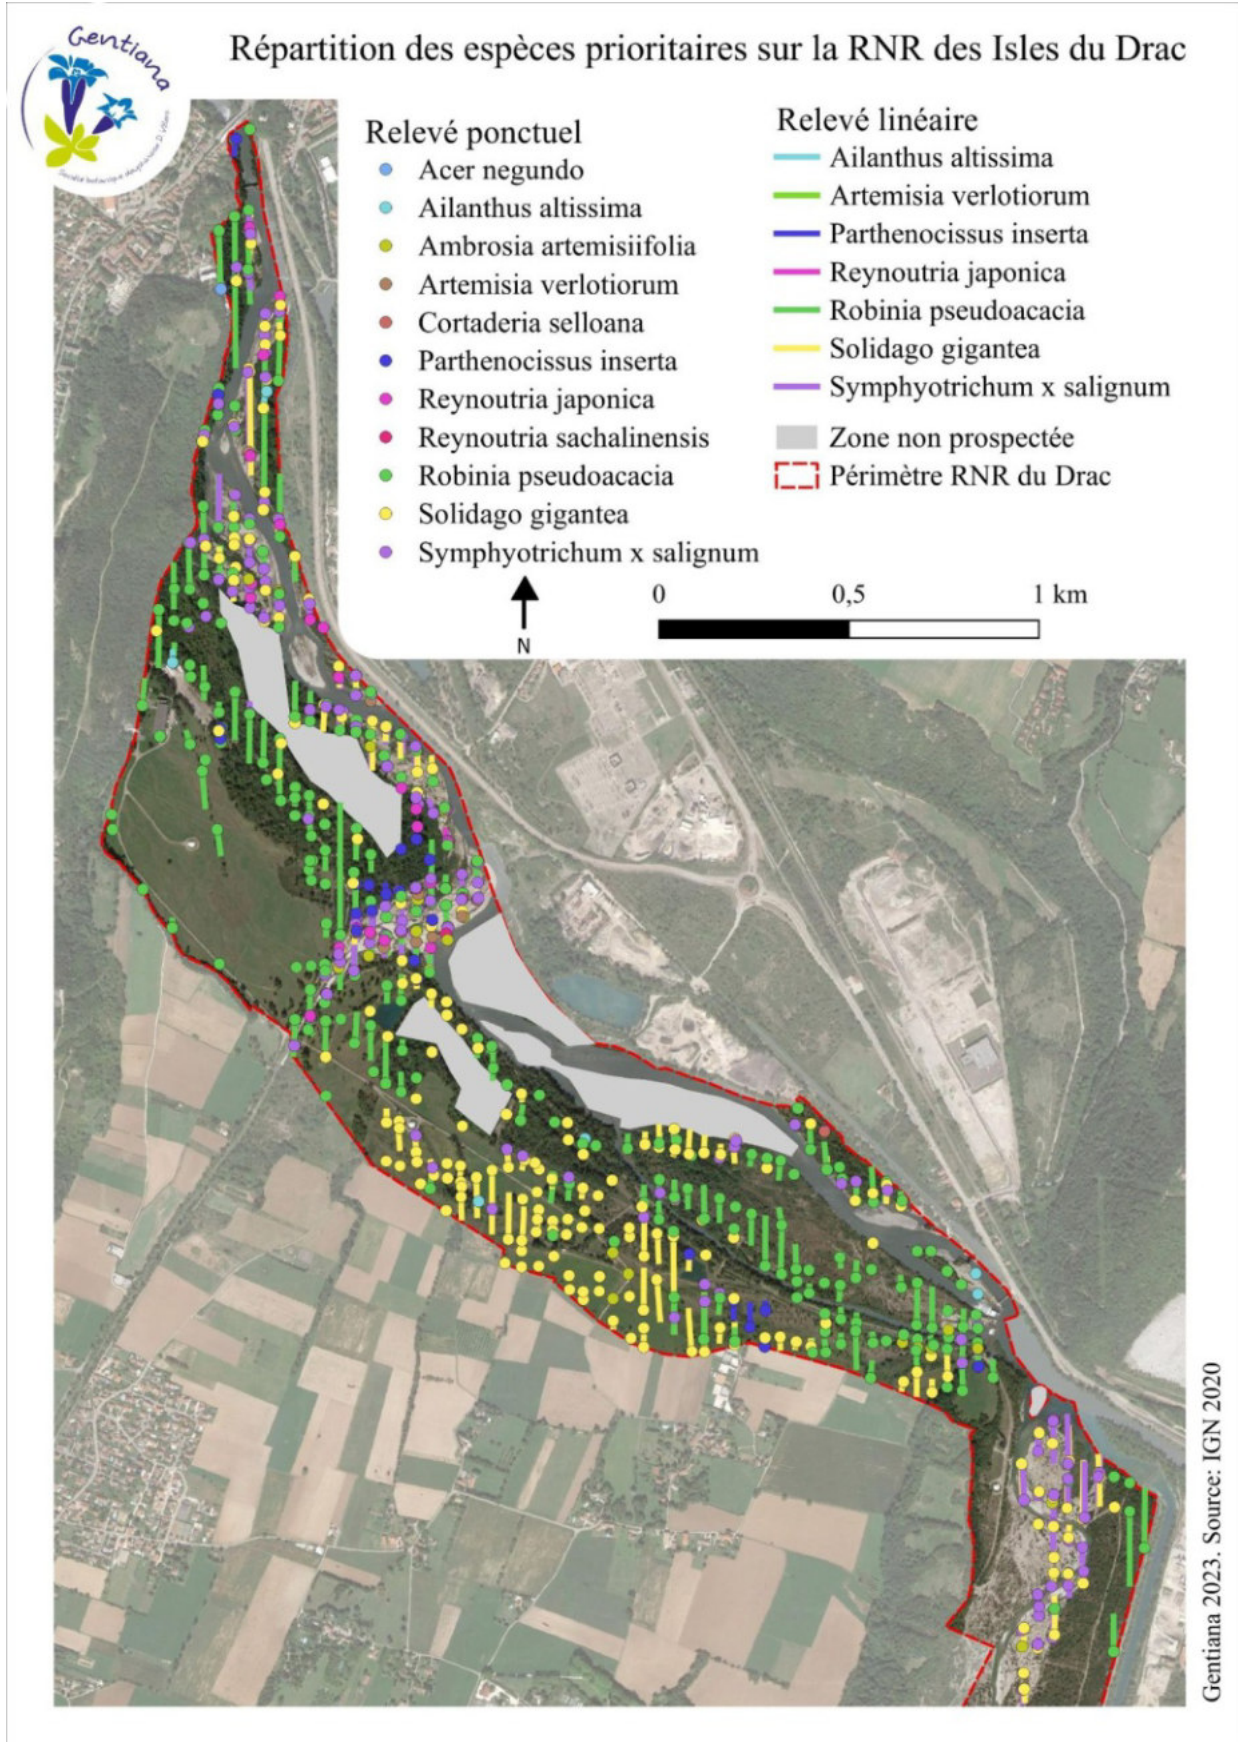 Gentiana
Répartition des espèces prioritaires sur la RNR des Isles du Drac
Relevé ponctuel
Acer negundo
Ailanthus altissima
Ambrosia artemisiifolia
Artemisia verlotiorum
Cortaderia selloana
Parthenocissus inserta
Reynoutria japonica
Reynoutria sachalinensis
Robinia pseudoacacia
Solidago gigantea
Symphyotrichum x salignum
Relevé linéaire
Ailanthus altissima
Artemisia verlotiorum
Parthenocissus inserta
Reynoutria japonica
Robinia pseudoacacia
Solidago gigantea
Symphyotrichum x salignum
Zone non prospectée
Périmètre RNR du Drac
N
0 0,5 1 km
Gentiana 2023. Source: IGN 2020